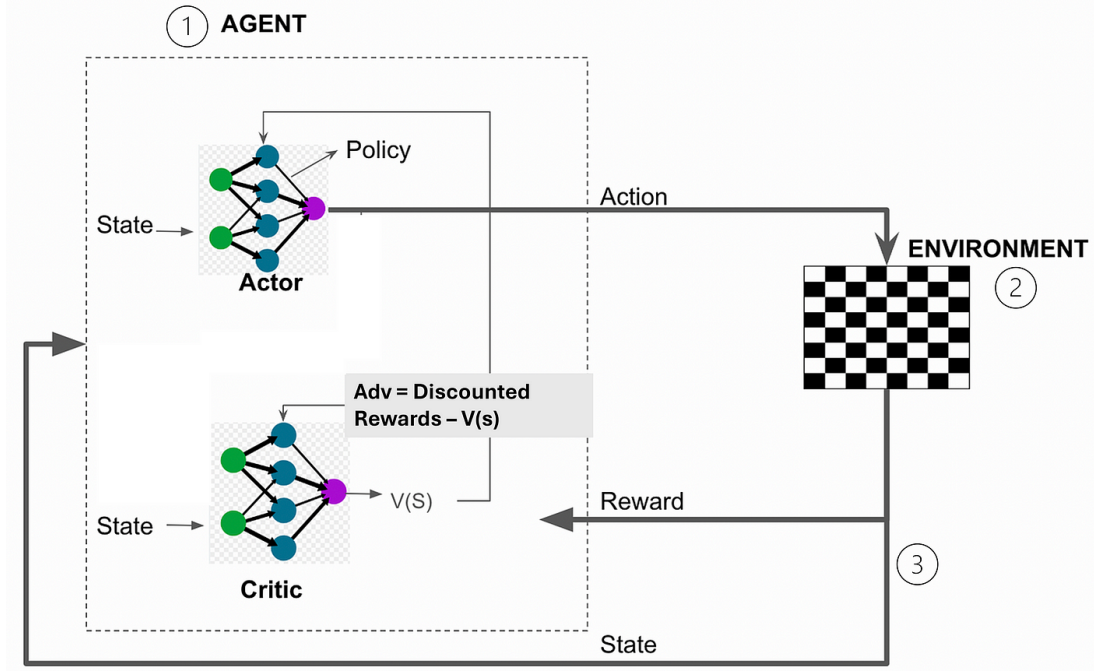 1 AGENT
Policy
State
Action
Actor
ENVIRONMENT
2
Adv = Discounted
Rewards – V(s)
V(S)
Reward
State
Critic
3
State